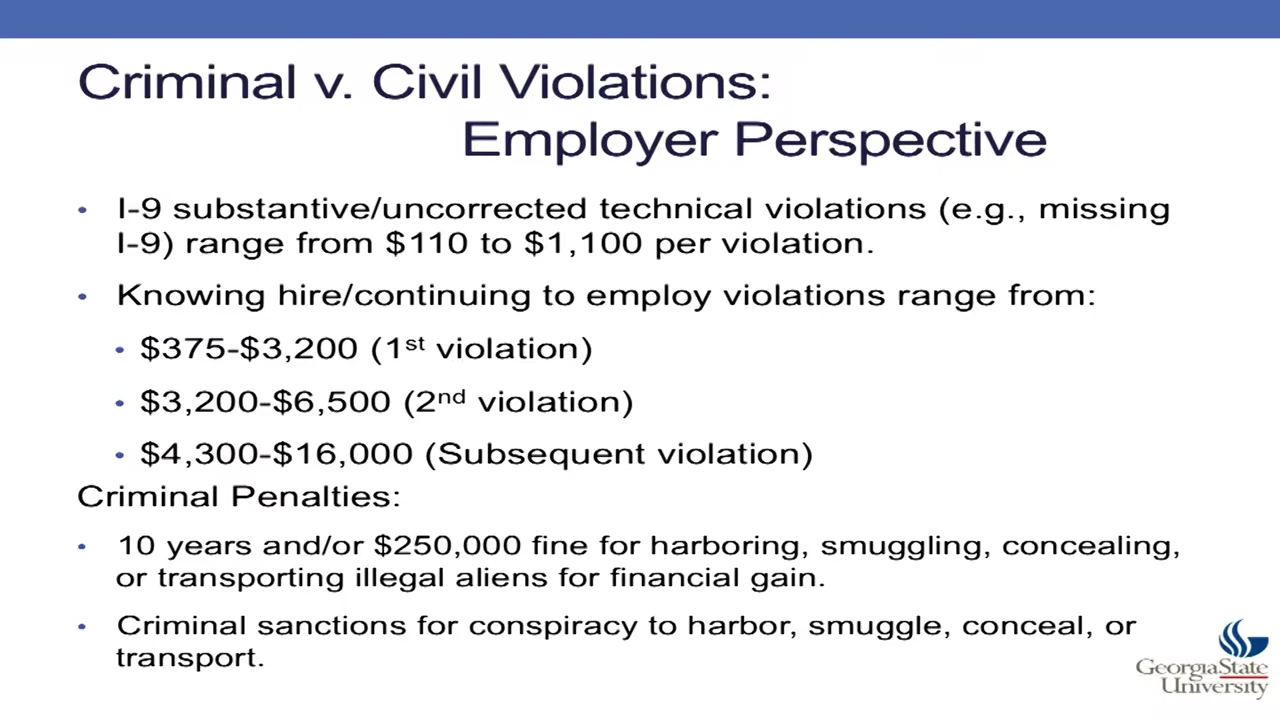 Criminal v. Civil Violations:
Employer Perspective
• I-9 substantive/uncorrected technical violations (e.g., missing
I-9) range from $110 to $1,100 per violation.
• Knowing hire/continuing to employ violations range from:
• $375-$3,200 (1st violation)
• $3,200-$6,500 (2nd violation)
• $4,300-$16,000 (Subsequent violation)
Criminal Penalties:
• 10 years and/or $250,000 fine for harboring, smuggling, concealing,
or transporting illegal aliens for financial gain.
• Criminal sanctions for conspiracy to harbor, smuggle, conceal, or
transport.
GeorgiaState
University